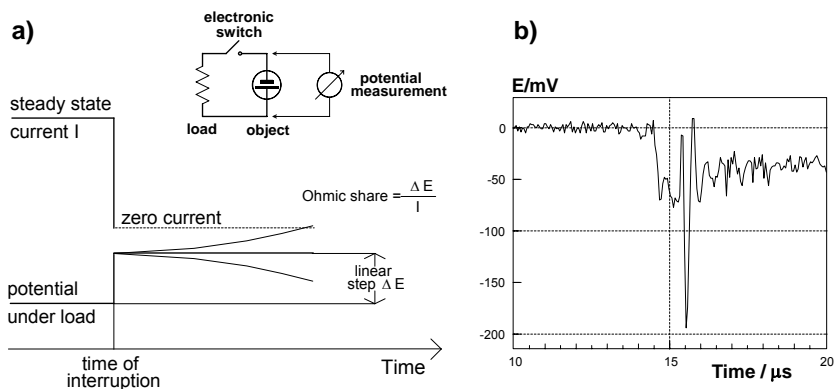 a)
electronic
switch
potential
measurement
load
object
steady state
current I
Ohmic share = ΔE
I
zero current
linear
step ΔE
potential
under load
time of
interruption
Time
b)
E/mV
0
-50
-100
-150
-200
10
15
20
Time / μs